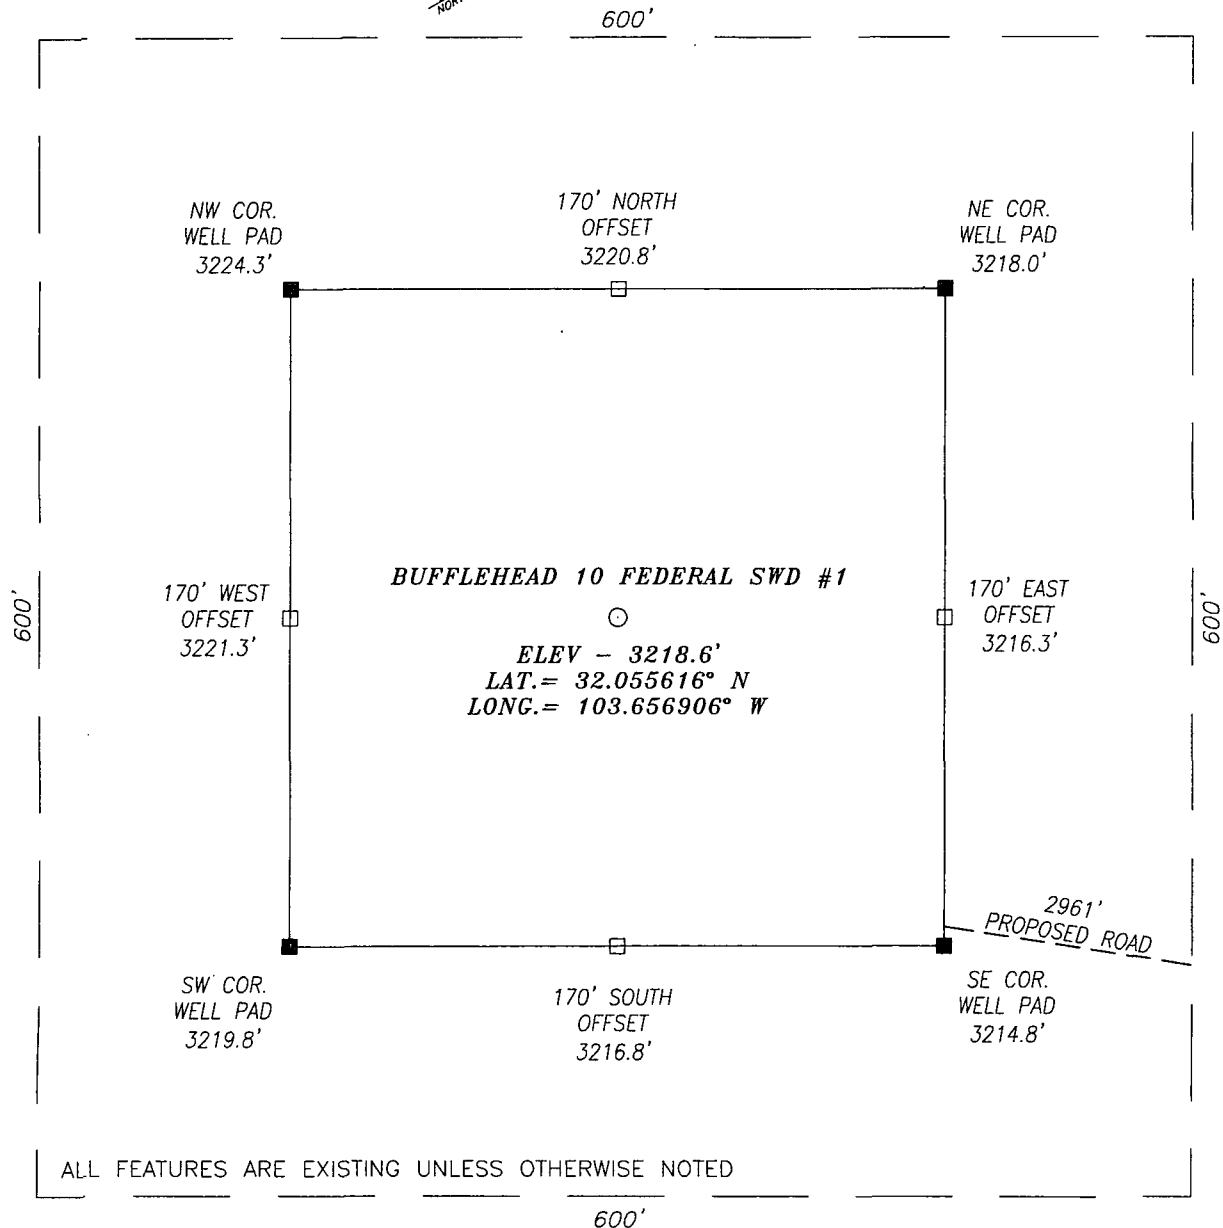 600'
NW COR.
WELL PAD
3224.3'
170' NORTH
OFFSET
3220.8'
NE COR.
WELL PAD
3218.0'
BUFFLEHEAD 10 FEDERAL SWD #1
600'
170' WEST
OFFSET
3221.3'
170' EAST
OFFSET
3216.3'
600'
ELEV - 3218.6'
LAT.= 32.055616° N
LONG.= 103.656906° W
2961'
PROPOSED ROAD
SW COR.
WELL PAD
3219.8'
170' SOUTH
OFFSET
3216.8'
SE COR.
WELL PAD
3214.8'
ALL FEATURES ARE EXISTING UNLESS OTHERWISE NOTED
600'